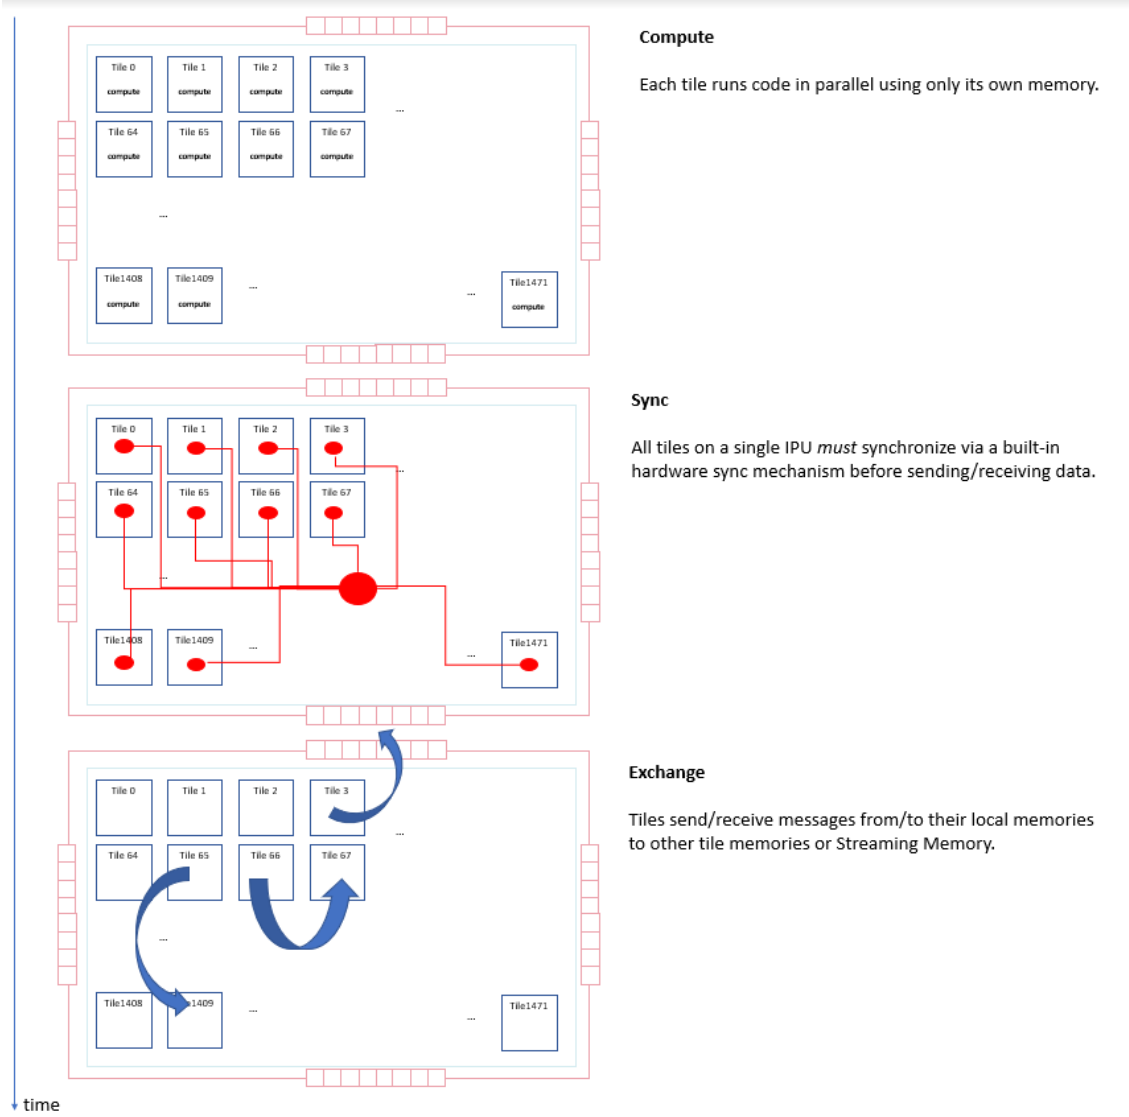 Compute
Each tile runs code in parallel using only its own memory.
Tile 0 Tile 1 Tile 2 Tile 3
compute compute compute compute
...
Tile 64 Tile 65 Tile 66 Tile 67
compute compute compute compute
...
Tile1408 Tile1409 ... ... Tile1471
compute compute compute
Sync
All tiles on a single IPU must synchronize via a built-in
hardware sync mechanism before sending/receiving data.
Tile 0 Tile 1 Tile 2 Tile 3
...
Tile 64 Tile 65 Tile 66 Tile 67
...
Tile1408 Tile1409 ... ... Tile1471
Exchange
Tiles send/receive messages from/to their local memories
to other tile memories or Streaming Memory.
Tile 0 Tile 1 Tile 2 Tile 3
...
Tile 64 Tile 65 Tile 66 Tile 67
...
Tile1408 1409 ... ... Tile1471
time